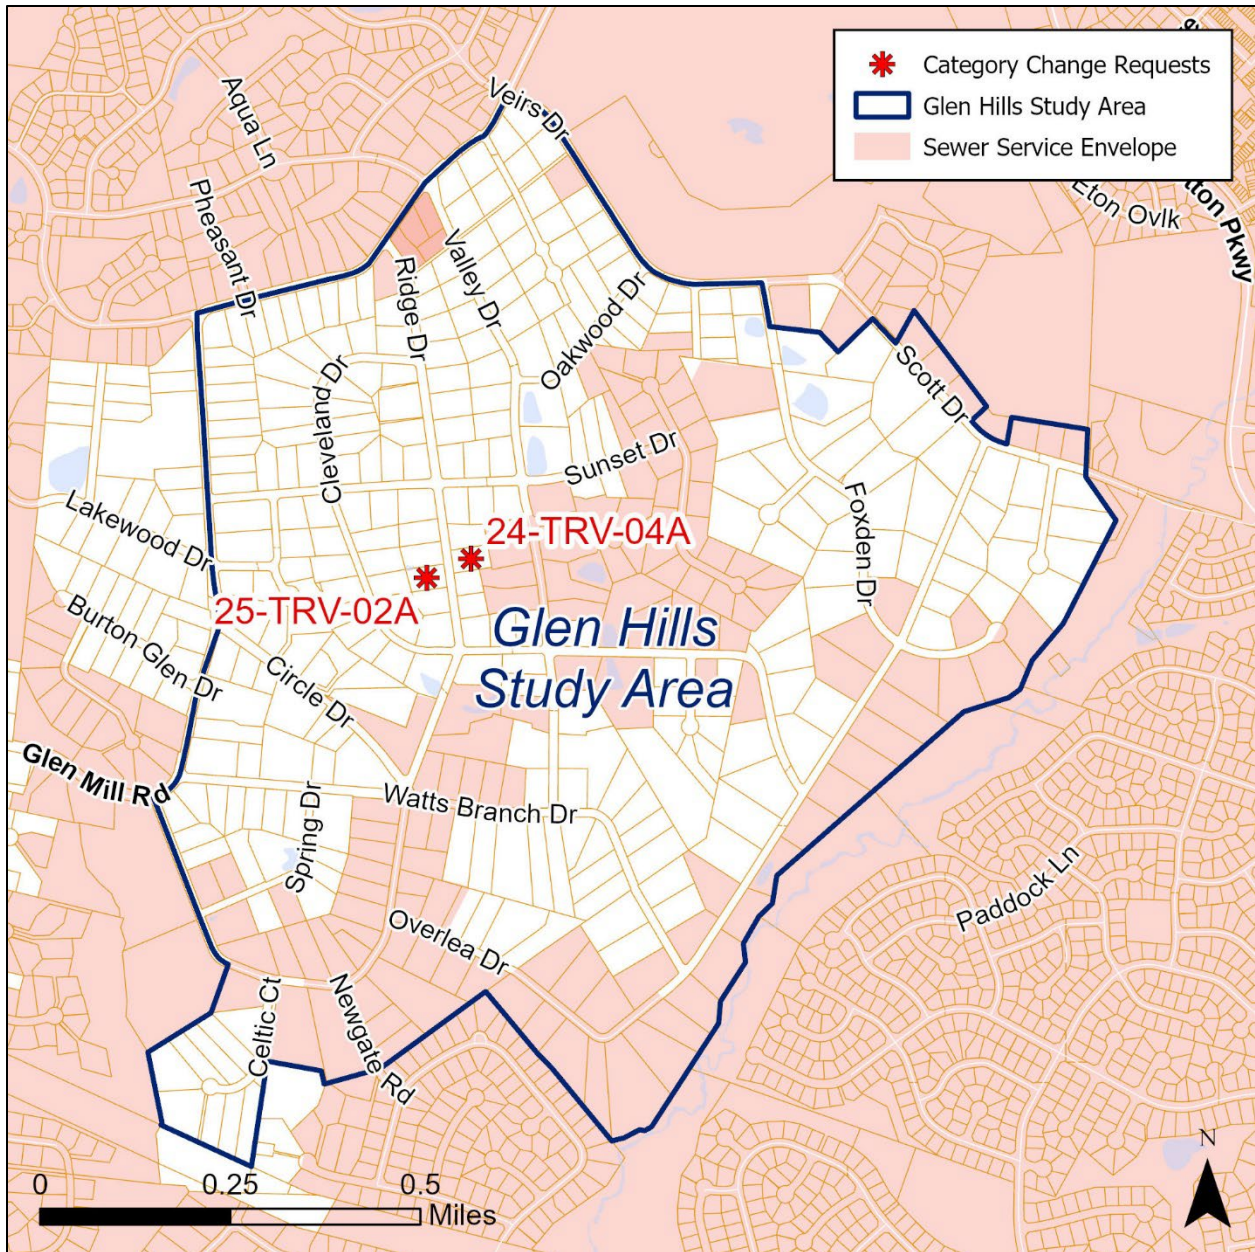 Category Change Requests
Glen Hills Study Area
Sewer Service Envelope
Veirs Dr
Aqua Ln
Pheasant Dr
Eton Ovlk
tton Pkwy
Valley Dr
Ridge Dr
Oakwood Dr
Cleveland Dr
Scott Dr
Sunset Dr
Foxden Dr
Lakewood Dr
24-TRV-04A
25-TRV-02A
Glen Hills
Study Area
Burton Glen Dr
Circle Dr
Glen Mill Rd
Watts Branch Dr
Spring Dr
Paddock Ln
Overlea Dr
Celtic Ct
Newgate Rd
N
0 0.25 0.5
Miles